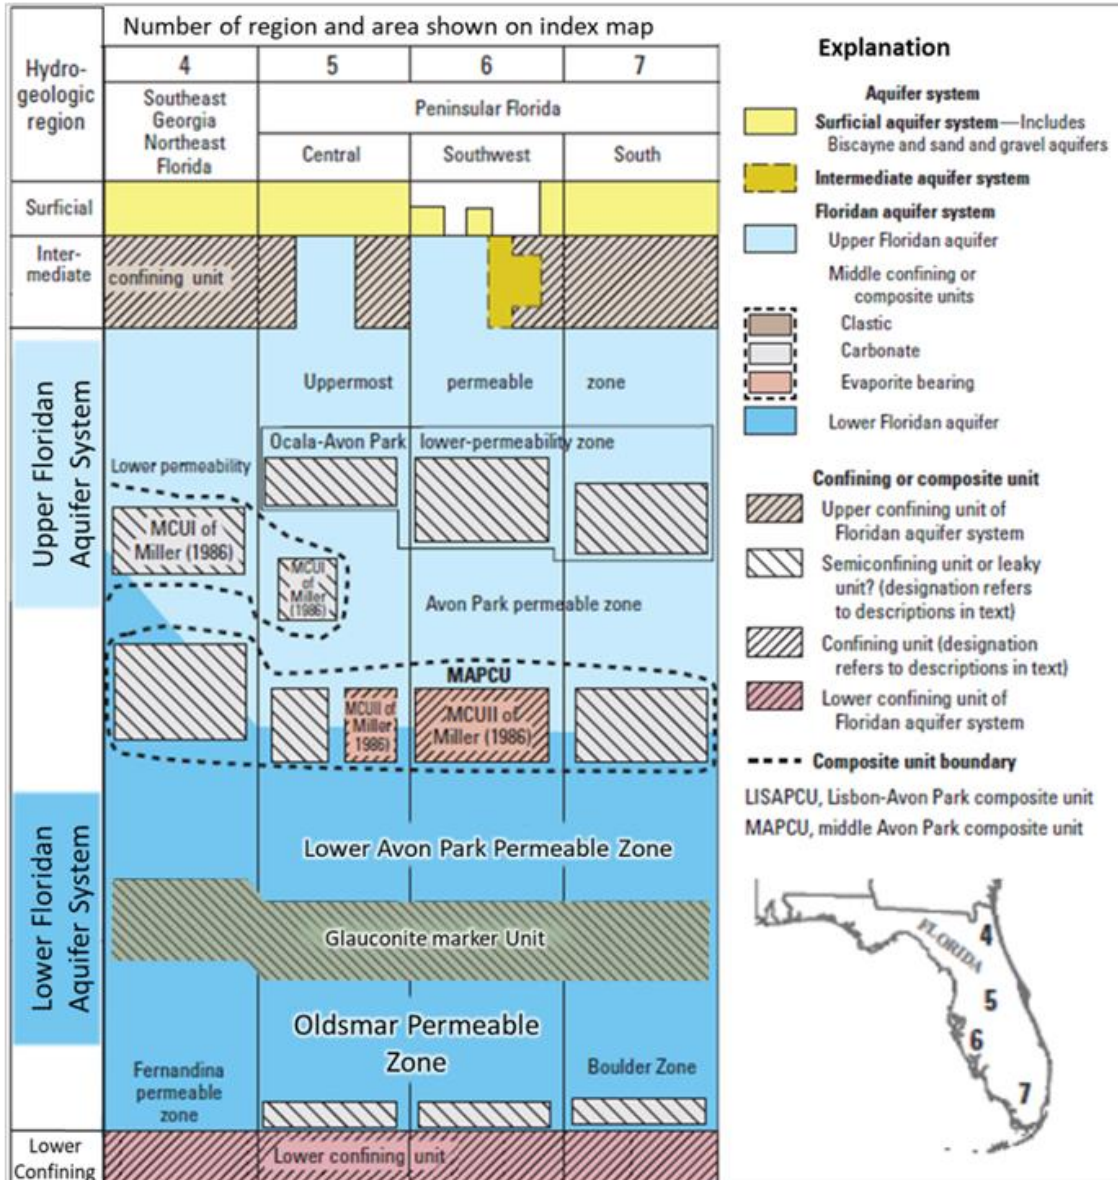 Number of region and area shown on index map
Hydro-
geologic
region
4
5
6
7
Southeast
Georgia
Northeast
Florida
Peninsular Florida
Central
Southwest
South
Surficial
Inter-
mediate
confining unit
Upper Floridan
Aquifer System
Uppermost permeable zone
Ocala-Avon Park lower-permeability zone
Lower permeability
MCUI of
Miller (1986)
MCUI
of
Miller
(1986)
Avon Park permeable zone
MAPCU
MCUII of
Miller
1986)
MCUII of
Miller (1986)
Lower Floridan
Aquifer System
Lower Avon Park Permeable Zone
Glauconite marker Unit
Oldsmar Permeable
Zone
Fernandina
permeable
zone
Boulder Zone
Lower
Confining
Lower confining unit
Explanation
Aquifer system
Surficial aquifer system—Includes
Biscayne and sand and gravel aquifers
Intermediate aquifer system
Floridan aquifer system
Upper Floridan aquifer
Middle confining or
composite units
Clastic
Carbonate
Evaporite bearing
Lower Floridan aquifer
Confining or composite unit
Upper confining unit of
Floridan aquifer system
Semiconfining unit or leaky
unit? (designation refers
to descriptions in text)
Confining unit (designation
refers to descriptions in text)
Lower confining unit of
Floridan aquifer system
Composite unit boundary
LISAPCU, Lisbon-Avon Park composite unit
MAPCU, middle Avon Park composite unit
FLORIDA
4
5
6
7